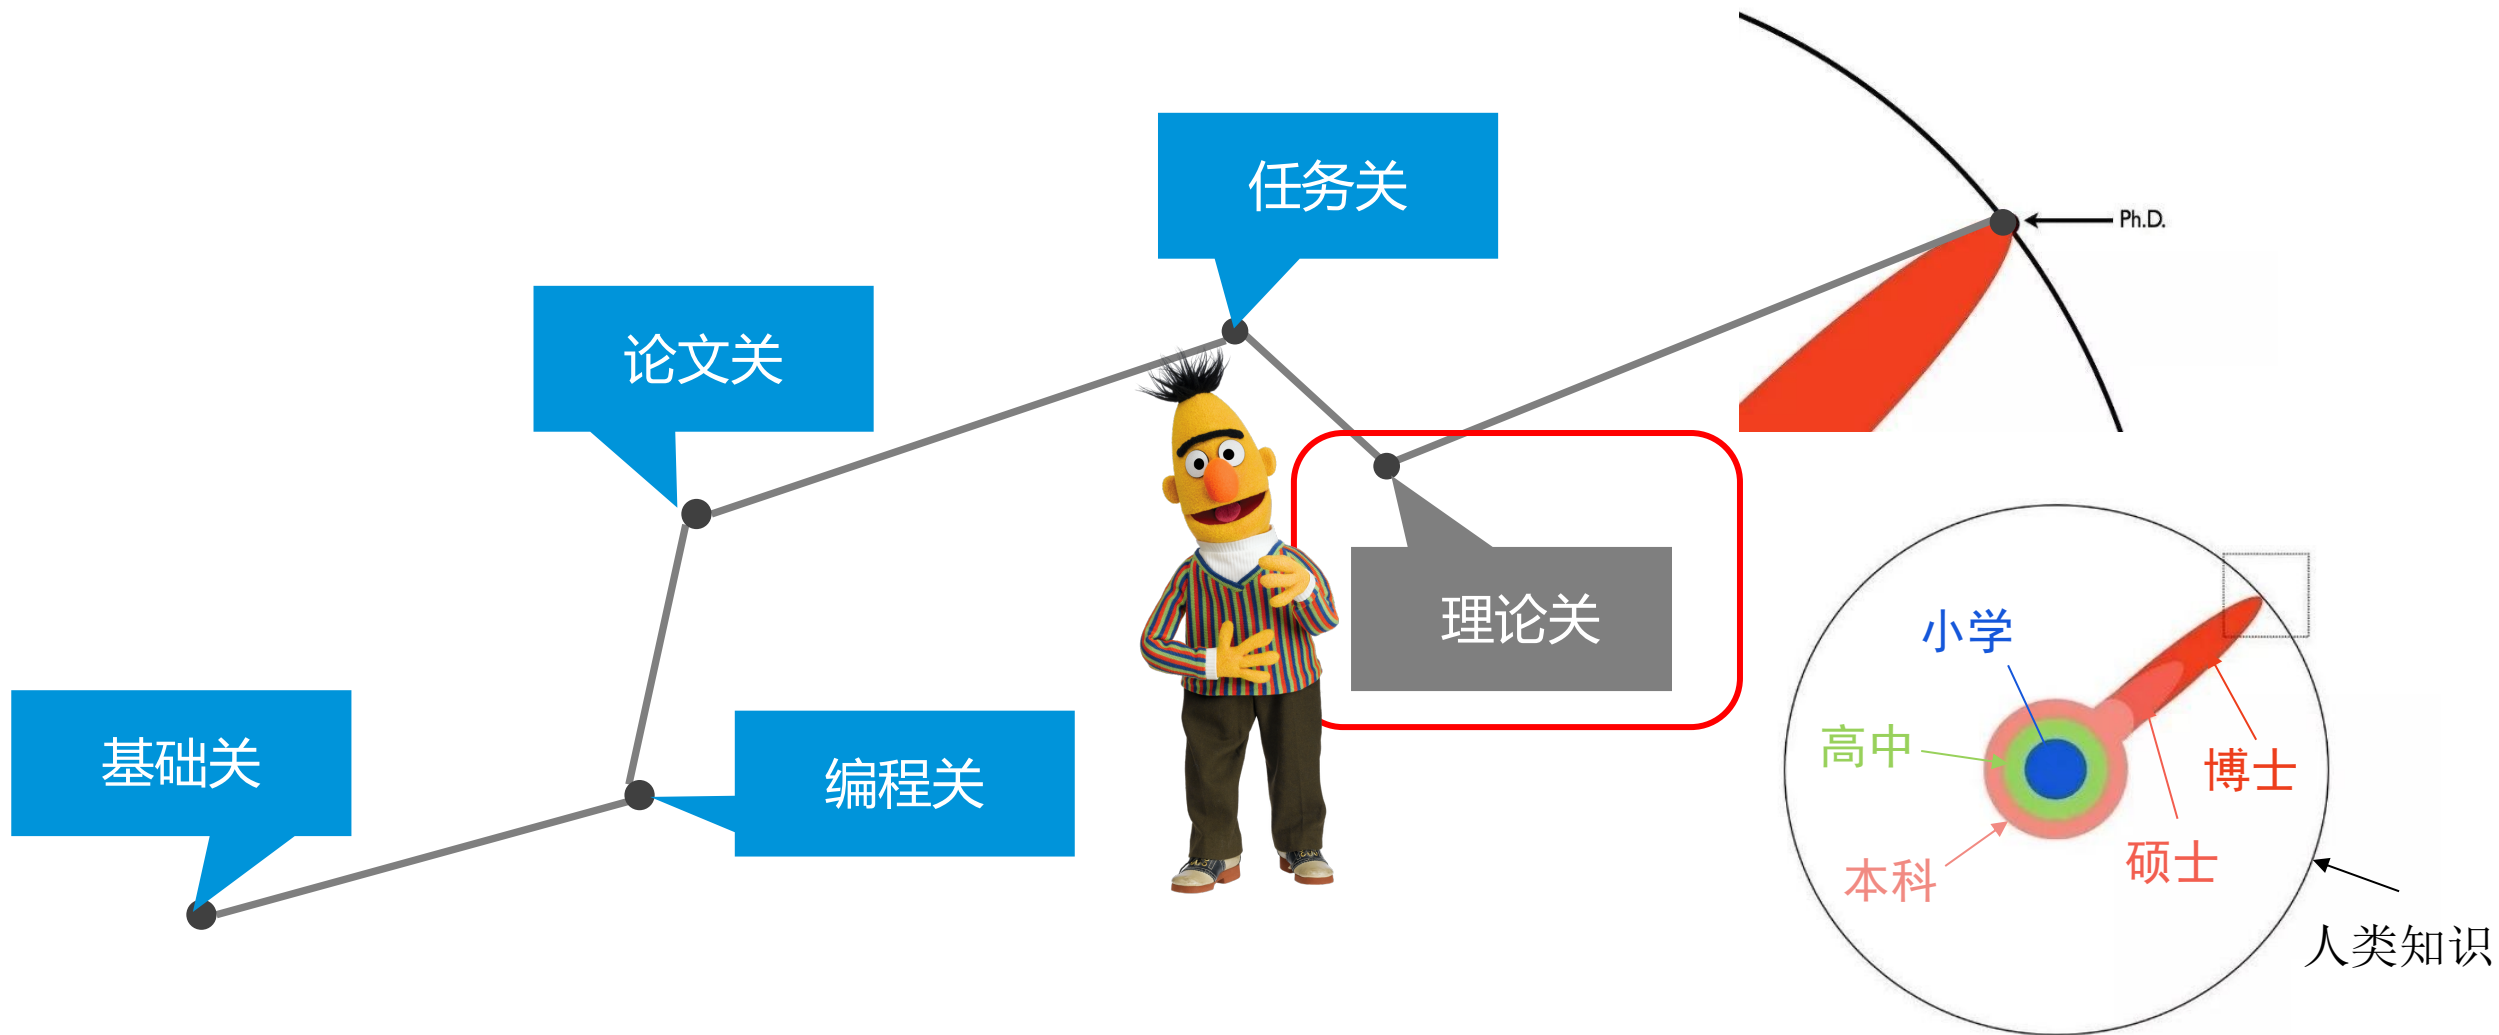 任务关
Ph.D.
论文关
理论关
基础关
编程关
小学
高中
博士
硕士
本科
人类知识